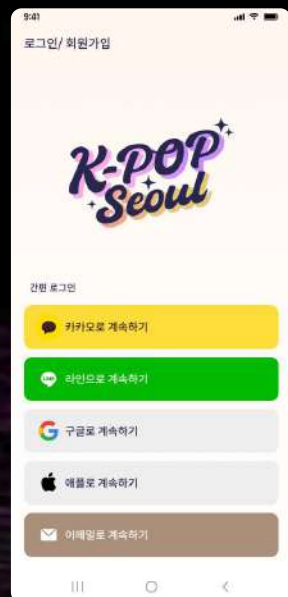 9:41
로그인/ 회원가입
K-POP
Seoul
간편 로그인
카카오로 계속하기
LINE
라인으로 계속하기
구글로 계속하기
애플로 계속하기
이메일로 계속하기